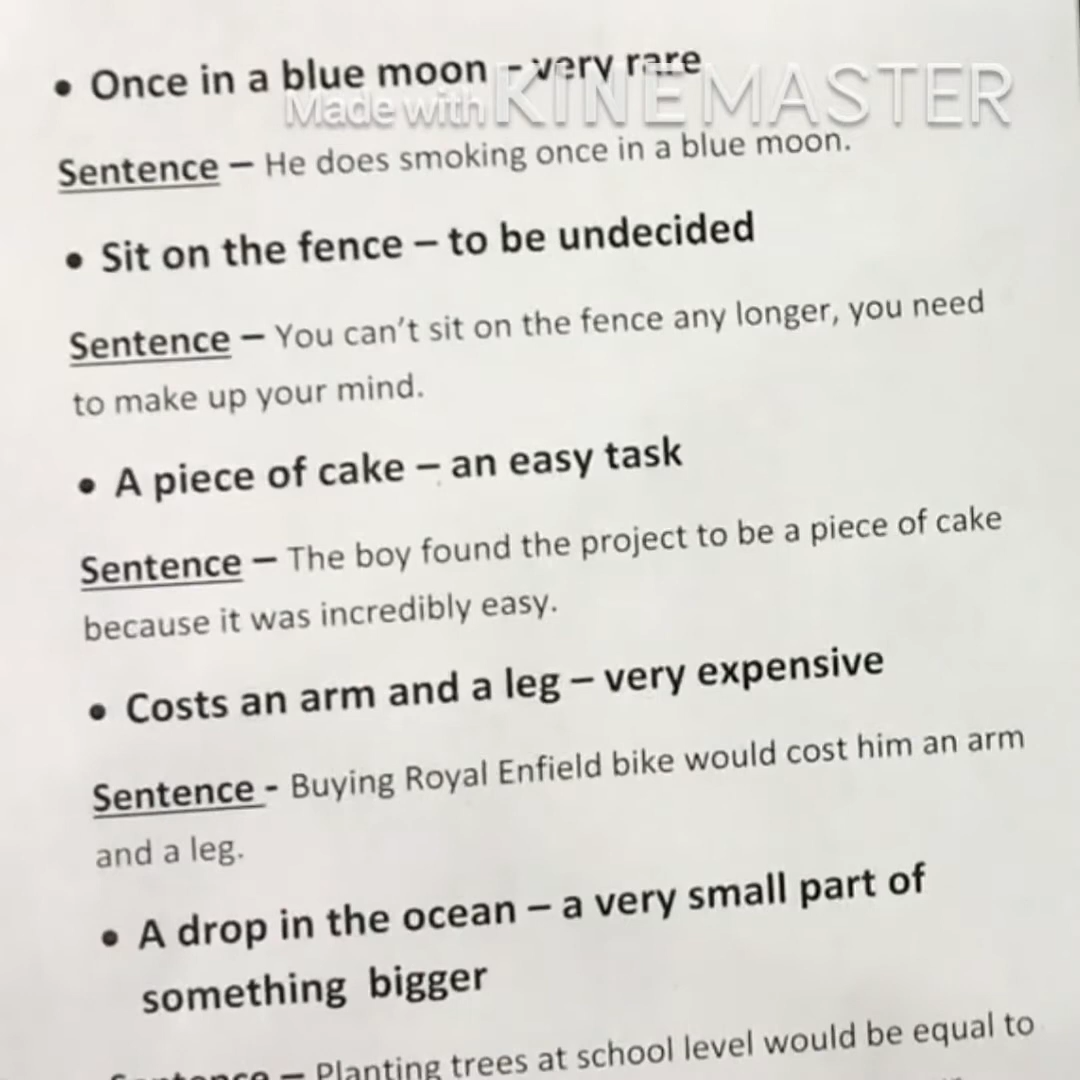 • Once in a blue moon – very rare
Made with KINEMASTER
Sentence – He does smoking once in a blue moon.
• Sit on the fence – to be undecided
Sentence – You can't sit on the fence any longer, you need
to make up your mind.
• A piece of cake – an easy task
Sentence – The boy found the project to be a piece of cake
because it was incredibly easy.
• Costs an arm and a leg – very expensive
Sentence - Buying Royal Enfield bike would cost him an arm
and a leg.
• A drop in the ocean – a very small part of
something bigger
Sentence – Planting trees at school level would be equal to